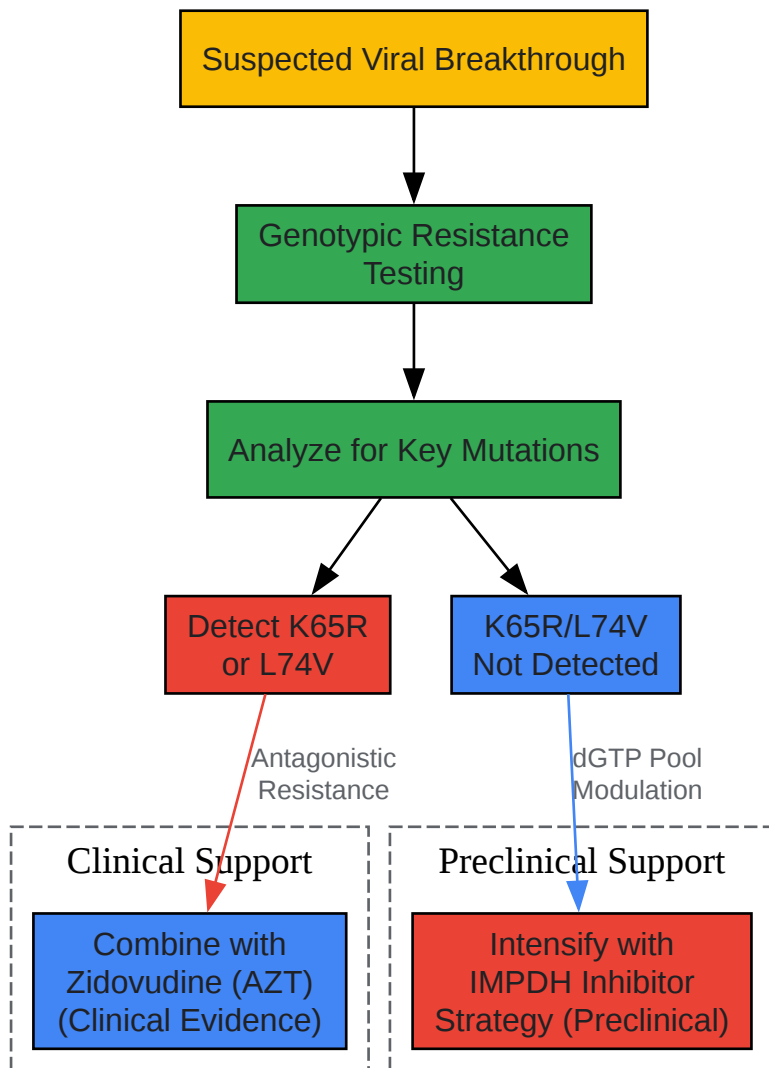 Suspected Viral Breakthrough
Genotypic Resistance
Testing
Analyze for Key Mutations
Detect K65R
or L74V
K65R/L74V
Not Detected
Antagonistic
Resistance
dGTP Pool
Modulation
Clinical Support
Preclinical Support
Combine with
Zidovudine (AZT)
(Clinical Evidence)
Intensify with
IMPDH Inhibitor
Strategy (Preclinical)